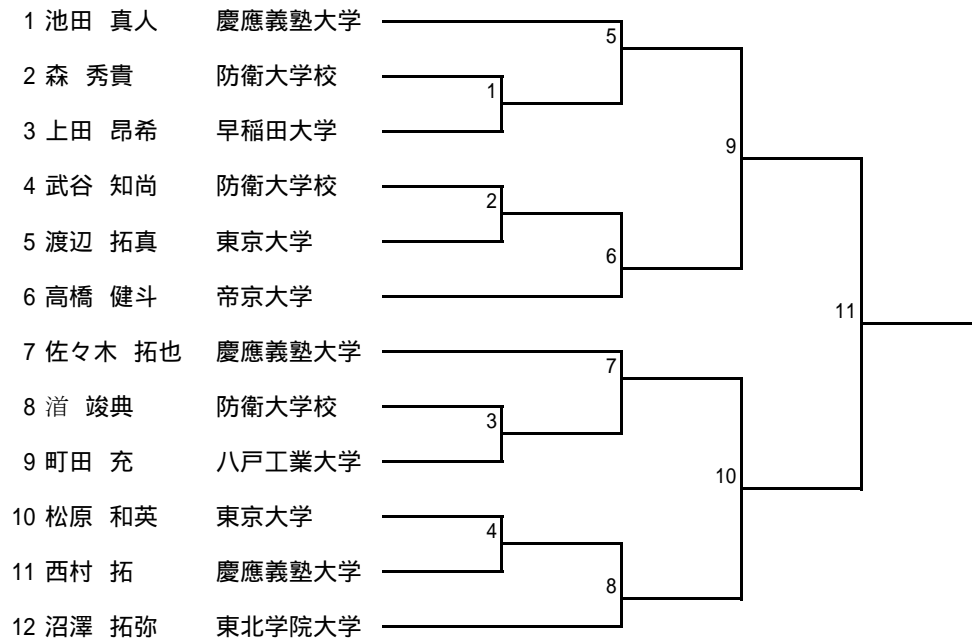 1 池田 真人 慶應義塾大学
5
2 森 秀貴 防衛大学校
1
3 上田 昂希 早稲田大学
9
4 武谷 知尚 防衛大学校
2
5 渡辺 拓真 東京大学
6
6 高橋 健斗 帝京大学
11
7 佐々木 拓也 慶應義塾大学
7
8 渞 竣典 防衛大学校
3
9 町田 充 八戸工業大学
10
10 松原 和英 東京大学
4
11 西村 拓 慶應義塾大学
8
12 沼澤 拓弥 東北学院大学